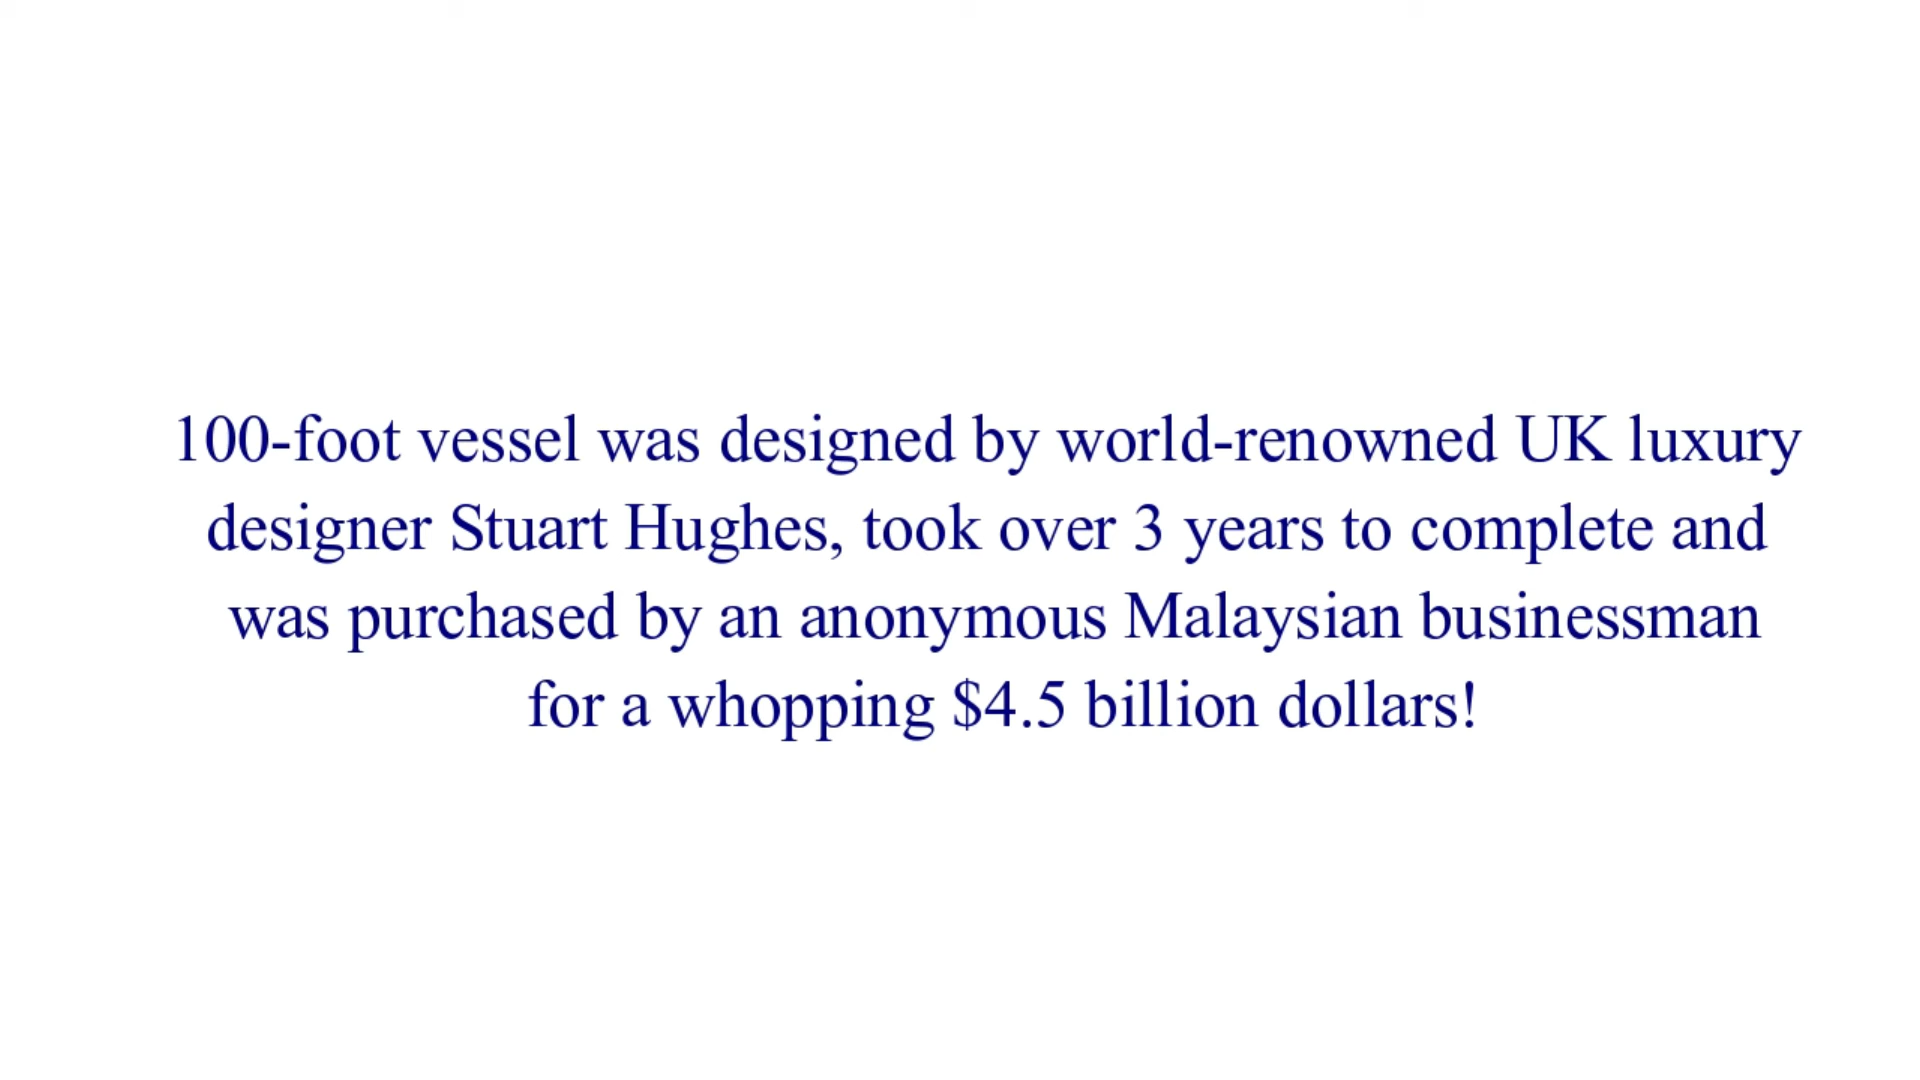 100-foot vessel was designed by world-renowned UK luxury
designer Stuart Hughes, took over 3 years to complete and
was purchased by an anonymous Malaysian businessman
for a whopping $4.5 billion dollars!